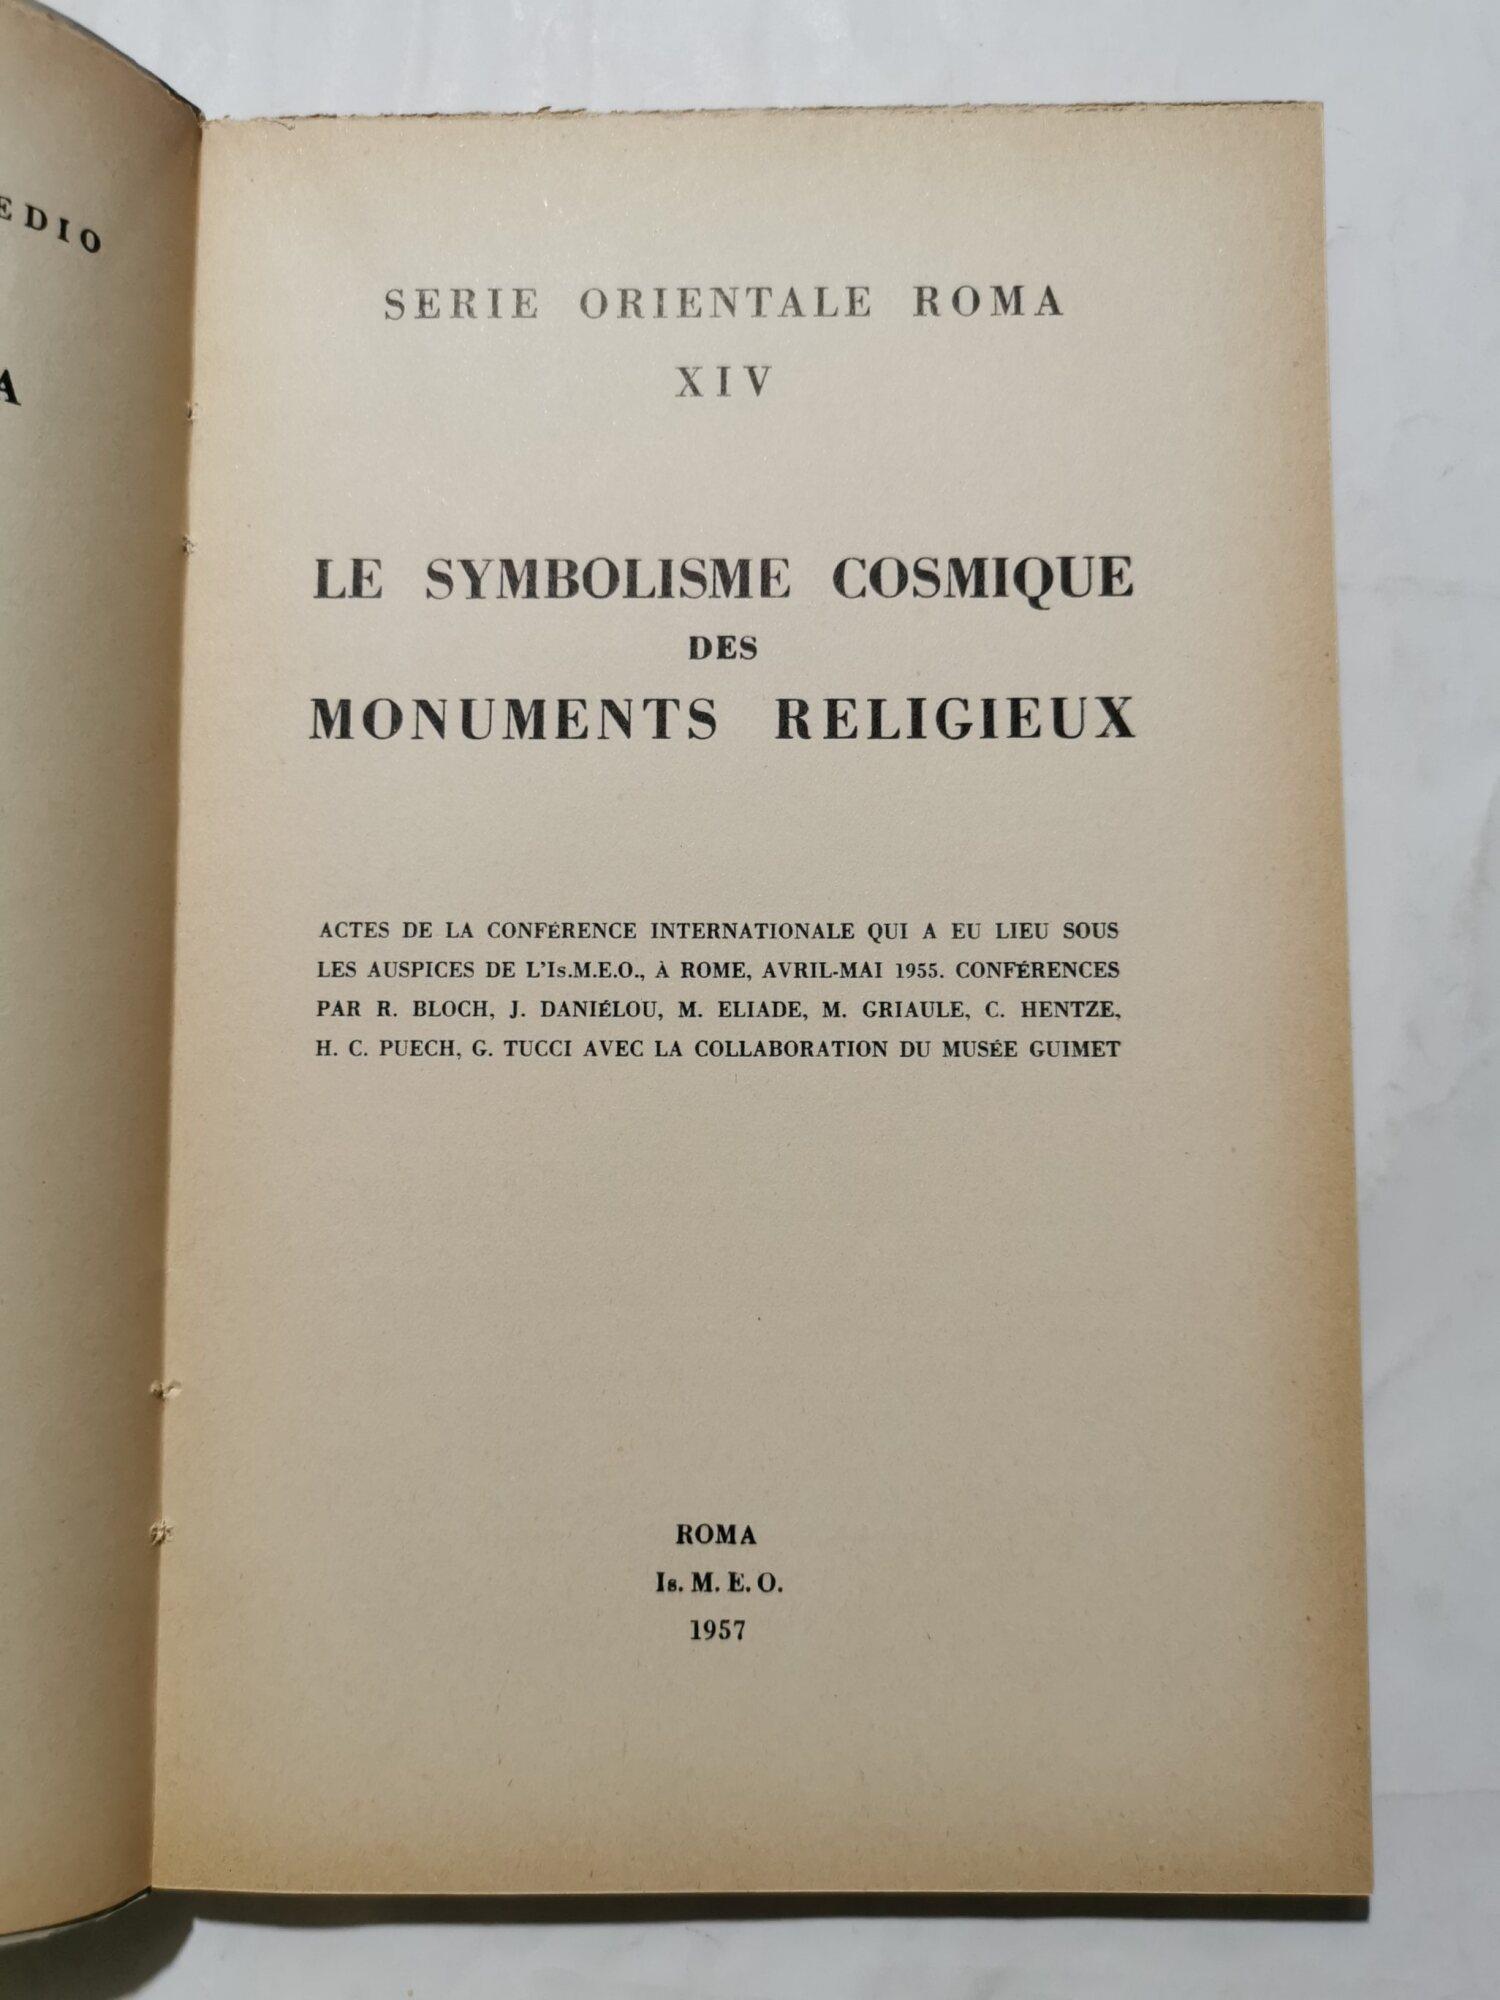 EDIO
A
SERIE ORIENTALE ROMA
XIV
LE SYMBOLISME COSMIQUE
DES
MONUMENTS RELIGIEUX
ACTES DE LA CONFÉRENCE INTERNATIONALE QUI A EU LIEU SOUS
LES AUSPICES DE L'Is.M.E.O., À ROME, AVRIL-MAI 1955. CONFÉRENCES
PAR R. BLOCH, J. DANIÉLOU, M. ELIADE, M. GRIAULE, C. HENTZE,
H. C. PUECH, G. TUCCI AVEC LA COLLABORATION DU MUSÉE GUIMET
ROMA
Is. M. E. O.
1957